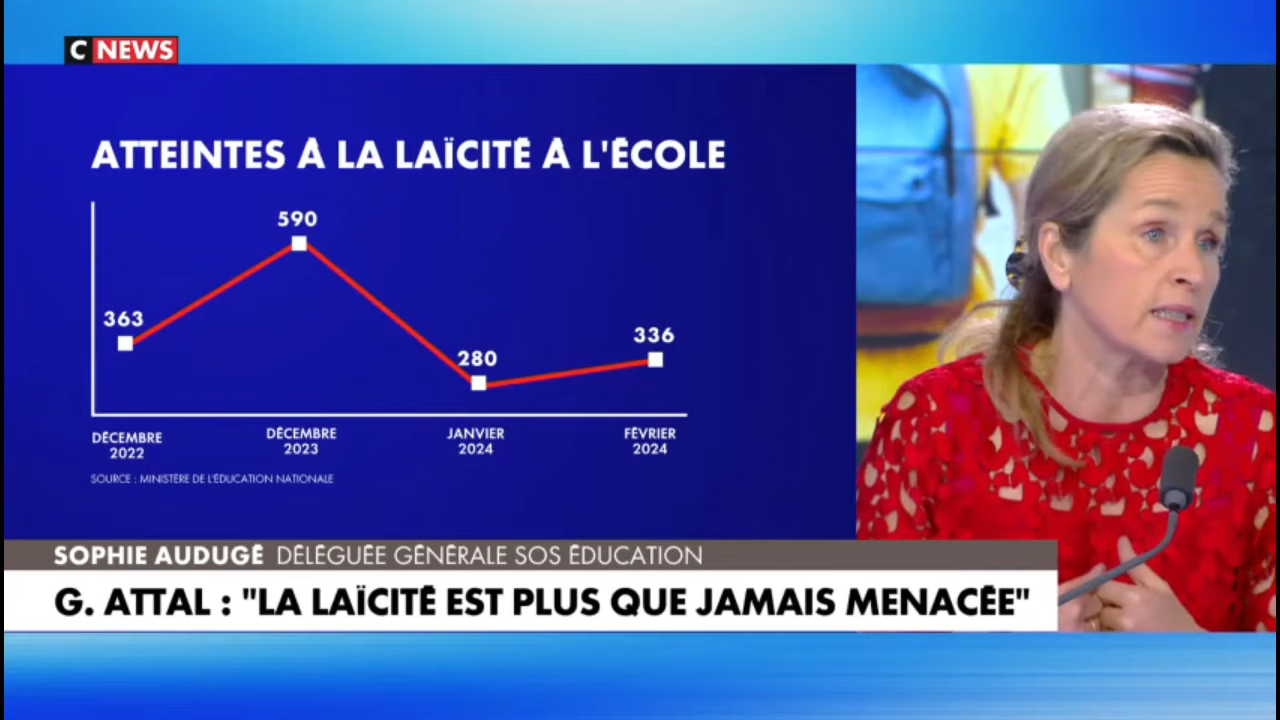 C NEWS
ATTEINTES À LA LAÏCITÉ À L'ÉCOLE
590
363
336
280
DÉCEMBRE
2022
DÉCEMBRE
2023
JANVIER
2024
FÉVRIER
2024
SOURCE : MINISTÈRE DE L'ÉDUCATION NATIONALE
SOPHIE AUDUGÉ DÉLÉGUÉE GÉNÉRALE SOS ÉDUCATION
G. ATTAL : "LA LAÏCITÉ EST PLUS QUE JAMAIS MENACÉE"